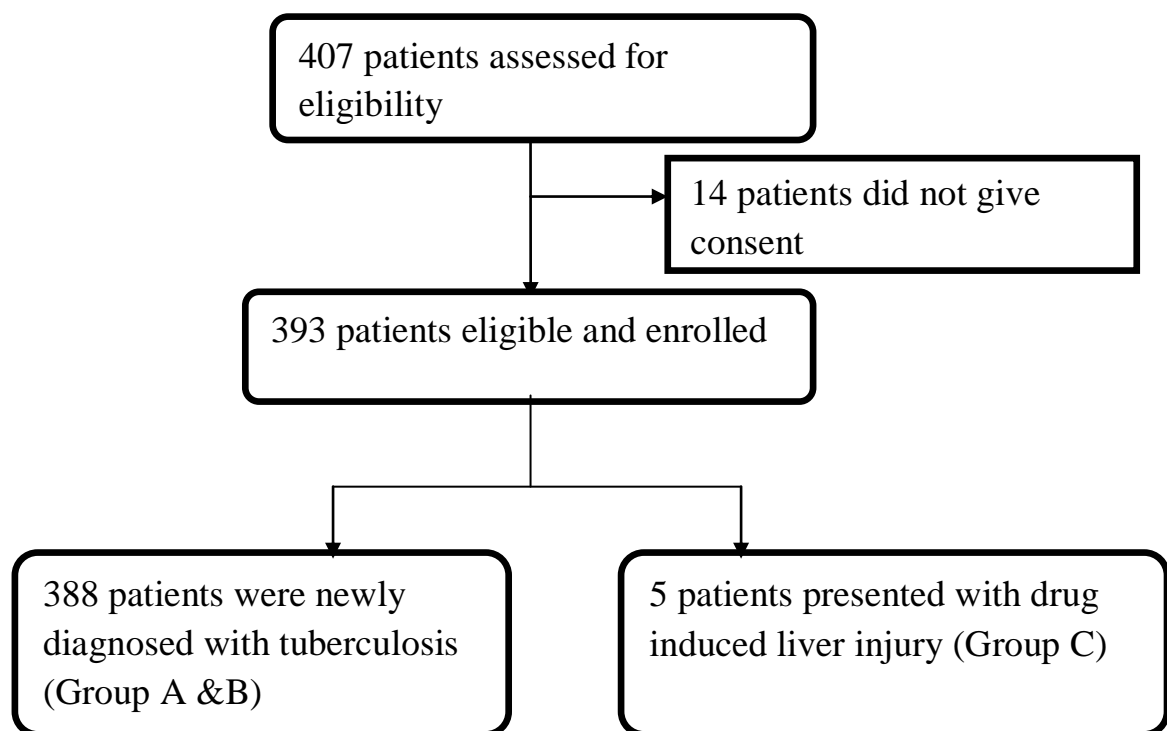 407 patients assessed for
eligibility
14 patients did not give
consent
393 patients eligible and enrolled
388 patients were newly
diagnosed with tuberculosis
(Group A &B)
5 patients presented with drug
induced liver injury (Group C)